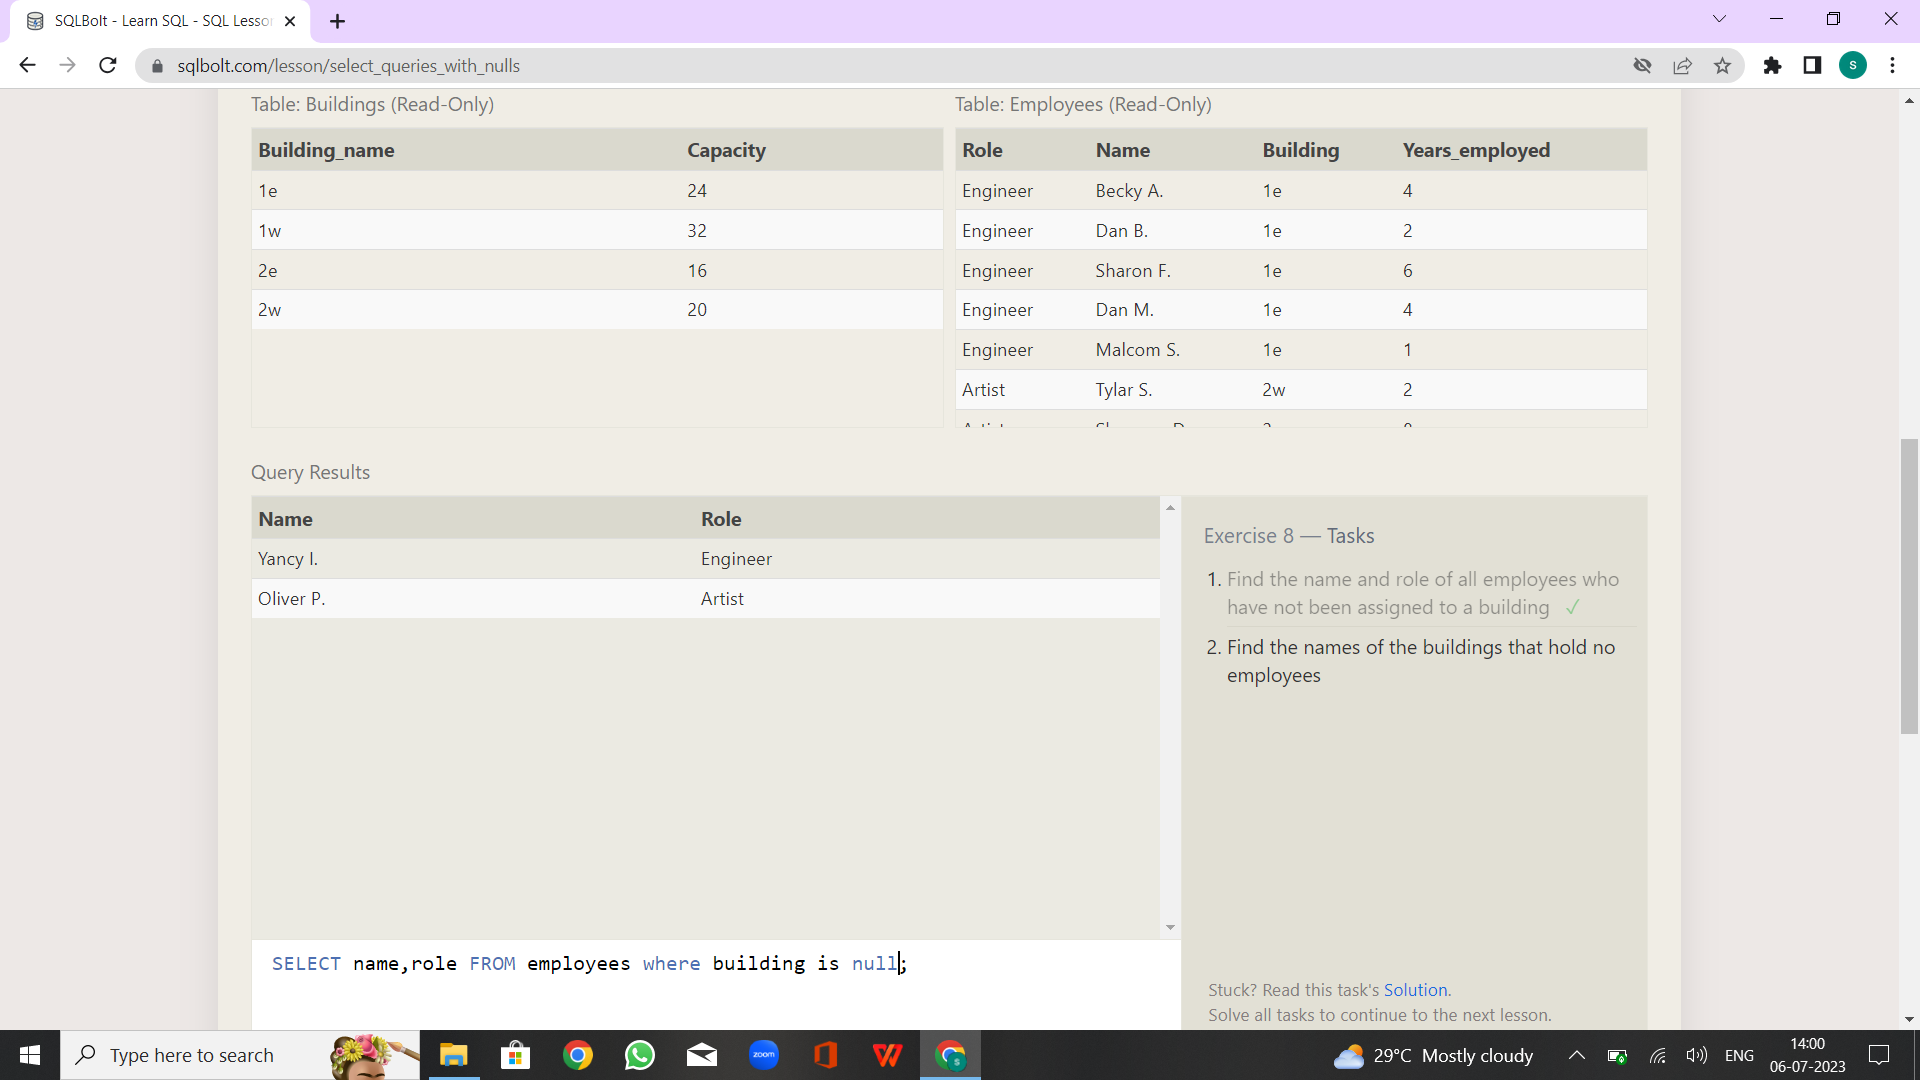 SQLBolt - Learn SQL - SQL Lesson
sqlbolt.com/lesson/select_queries_with_nulls
S
Table: Buildings (Read-Only)
Building_name Capacity
1e 24
1w 32
2e 16
2w 20
Table: Employees (Read-Only)
Role Name Building Years_employed
Engineer Becky A. 1e 4
Engineer Dan B. 1e 2
Engineer Sharon F. 1e 6
Engineer Dan M. 1e 4
Engineer Malcom S. 1e 1
Artist Tylar S. 2w 2
Query Results
Name Role
Yancy I. Engineer
Oliver P. Artist
Exercise 8 — Tasks
1. Find the name and role of all employees who
have not been assigned to a building ✓
2. Find the names of the buildings that hold no
employees
SELECT name,role FROM employees where building is null;
Stuck? Read this task's Solution.
Solve all tasks to continue to the next lesson.
Type here to search
zoom
29°C Mostly cloudy
ENG
14:00
06-07-2023